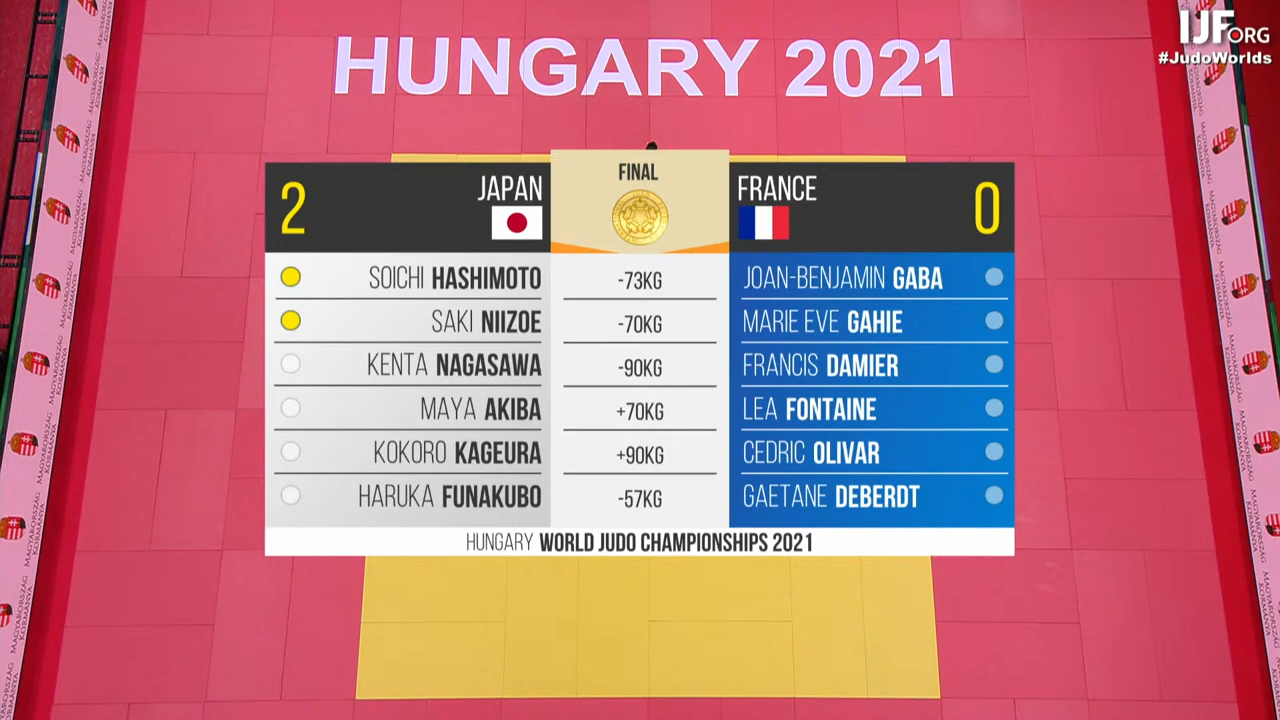 IJF.ORG
#JudoWorlds
HUNGARY 2021
2 JAPAN FINAL FRANCE 0
SOICHI HASHIMOTO -73KG JOAN-BENJAMIN GABA
SAKI NIIZOE -70KG MARIE EVE GAHIE
KENTA NAGASAWA -90KG FRANCIS DAMIER
MAYA AKIBA +70KG LEA FONTAINE
KOKORO KAGEURA +90KG CEDRIC OLIVAR
HARUKA FUNAKUBO -57KG GAETANE DEBERDT
HUNGARY WORLD JUDO CHAMPIONSHIPS 2021
MAGYARORSZÁG
KORMÁNYA